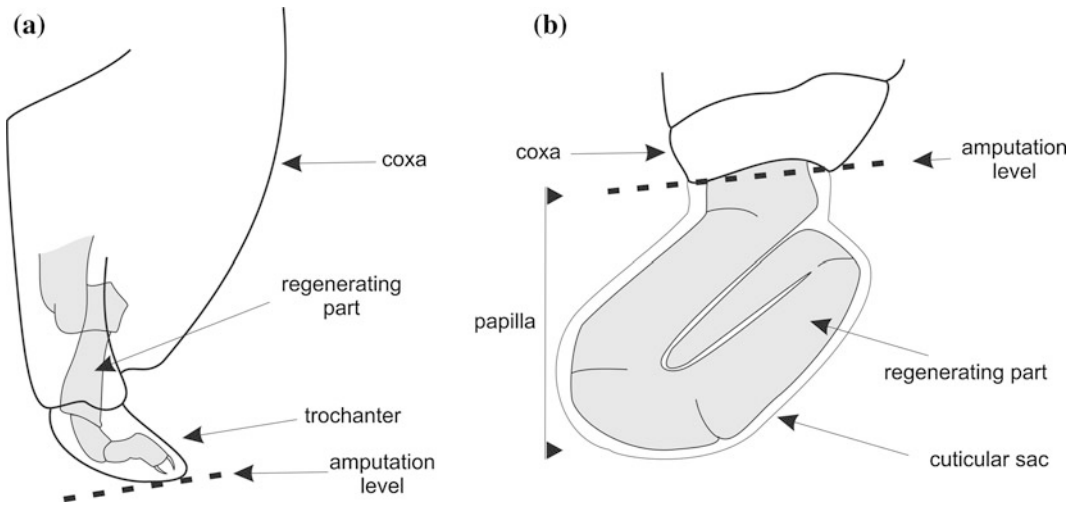 (a)
coxa
regenerating
part
trochanter
amputation
level
(b)
coxa
amputation
level
papilla
regenerating part
cuticular sac